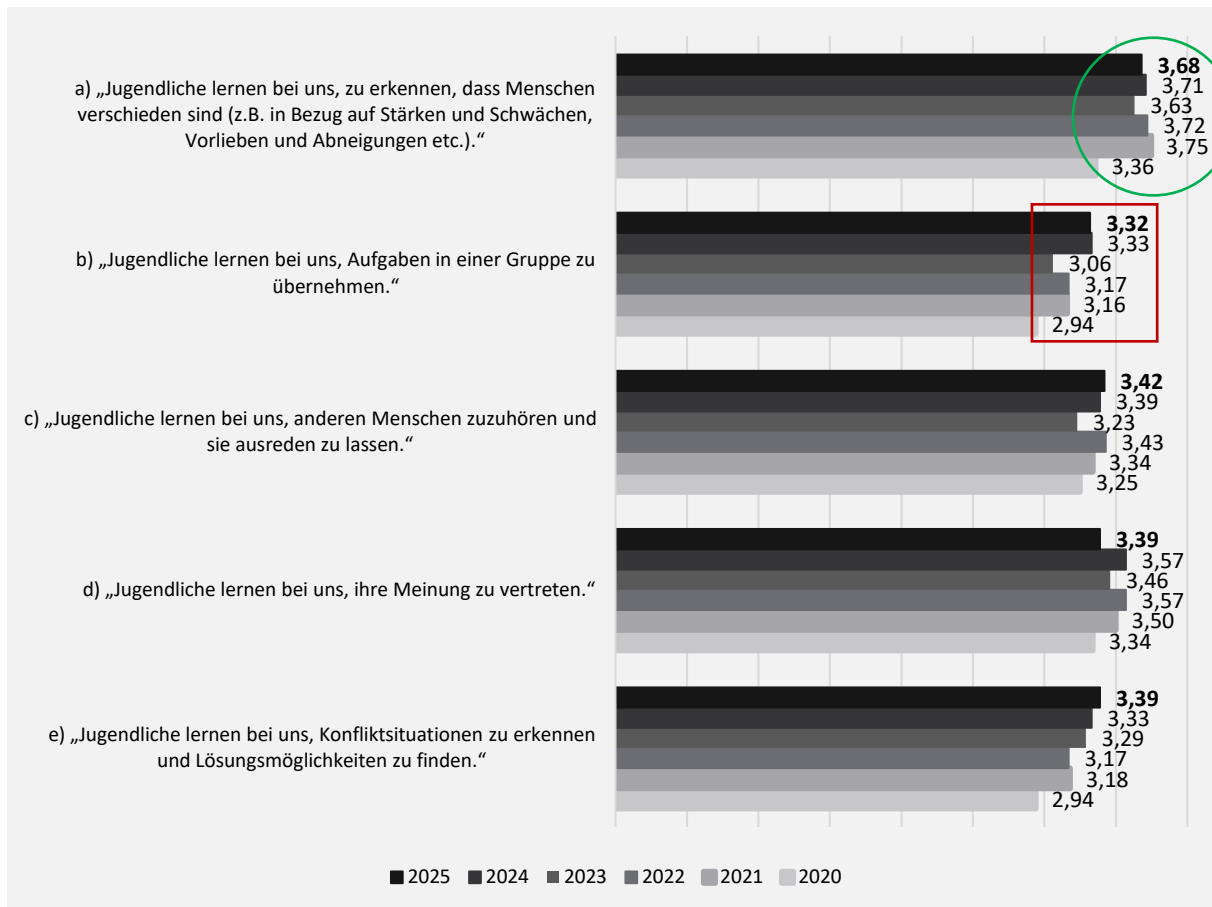 a) „Jugendliche lernen bei uns, zu erkennen, dass Menschen
verschieden sind (z.B. in Bezug auf Stärken und Schwächen,
Vorlieben und Abneigungen etc.).“
3,68
3,71
3,63
3,72
3,75
3,36
b) „Jugendliche lernen bei uns, Aufgaben in einer Gruppe zu
übernehmen.“
3,32
3,33
3,06
3,17
3,16
2,94
c) „Jugendliche lernen bei uns, anderen Menschen zuzuhören und
sie ausreden zu lassen.“
3,42
3,39
3,23
3,43
3,34
3,25
d) „Jugendliche lernen bei uns, ihre Meinung zu vertreten.“
3,39
3,57
3,46
3,57
3,50
3,34
e) „Jugendliche lernen bei uns, Konfliktsituationen zu erkennen
und Lösungsmöglichkeiten zu finden.“
3,39
3,33
3,29
3,17
3,18
2,94
2025 2024 2023 2022 2021 2020